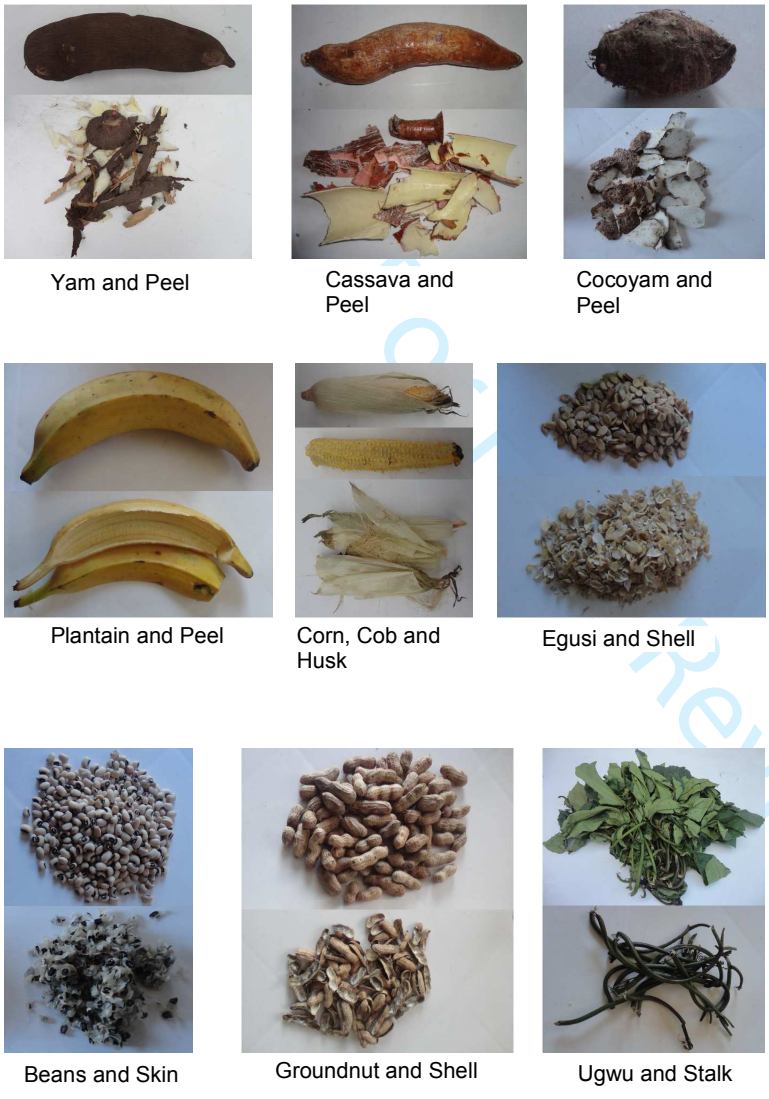 Yam and Peel
Cassava and
Peel
Cocoyam and
Peel
Plantain and Peel
Corn, Cob and
Husk
Egusi and Shell
Beans and Skin
Groundnut and Shell
Ugwu and Stalk